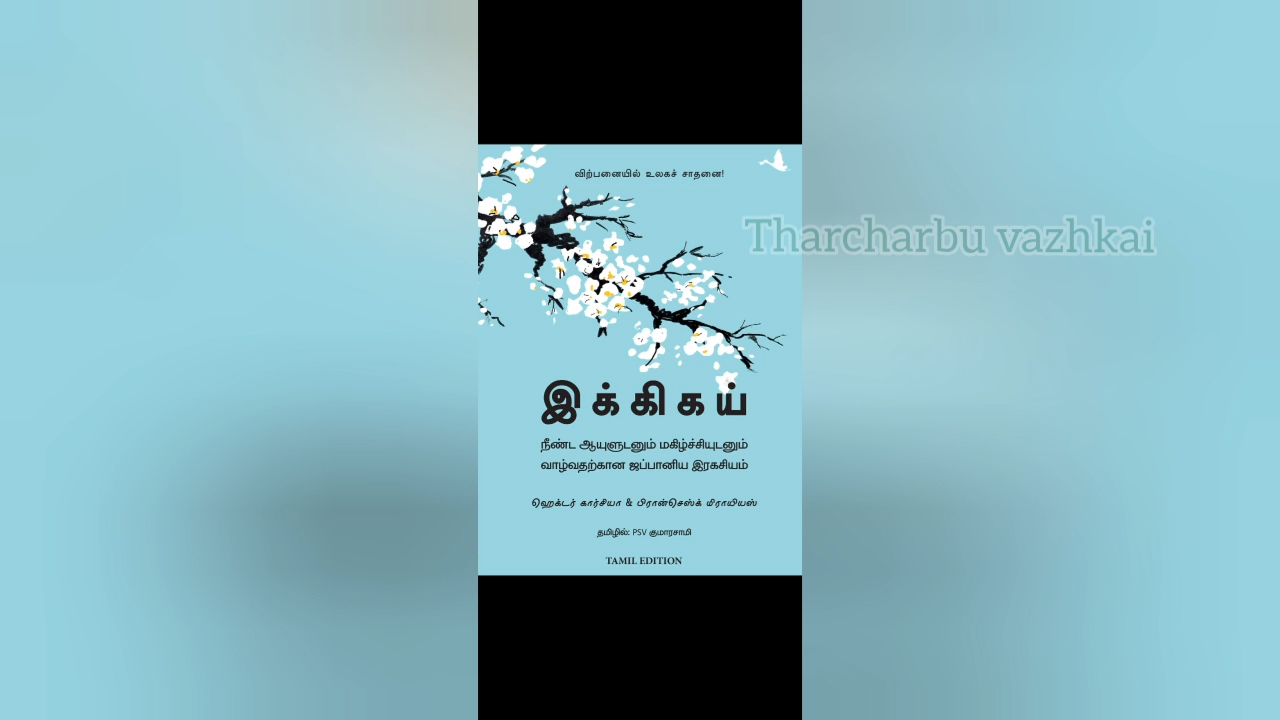 விற்பனையில் உலகச் சாதனை!
Tharcharbu vazhkai
இக்கிகய்
நீண்ட ஆயுளுடனும் மகிழ்ச்சியுடனும்
வாழ்வதற்கான ஜப்பானிய இரகசியம்
ஹெக்டர் கார்சியா & பிரான்செஸ்க் மிராயியஸ்
தமிழில்: PSV குமாரசாமி
TAMIL EDITION